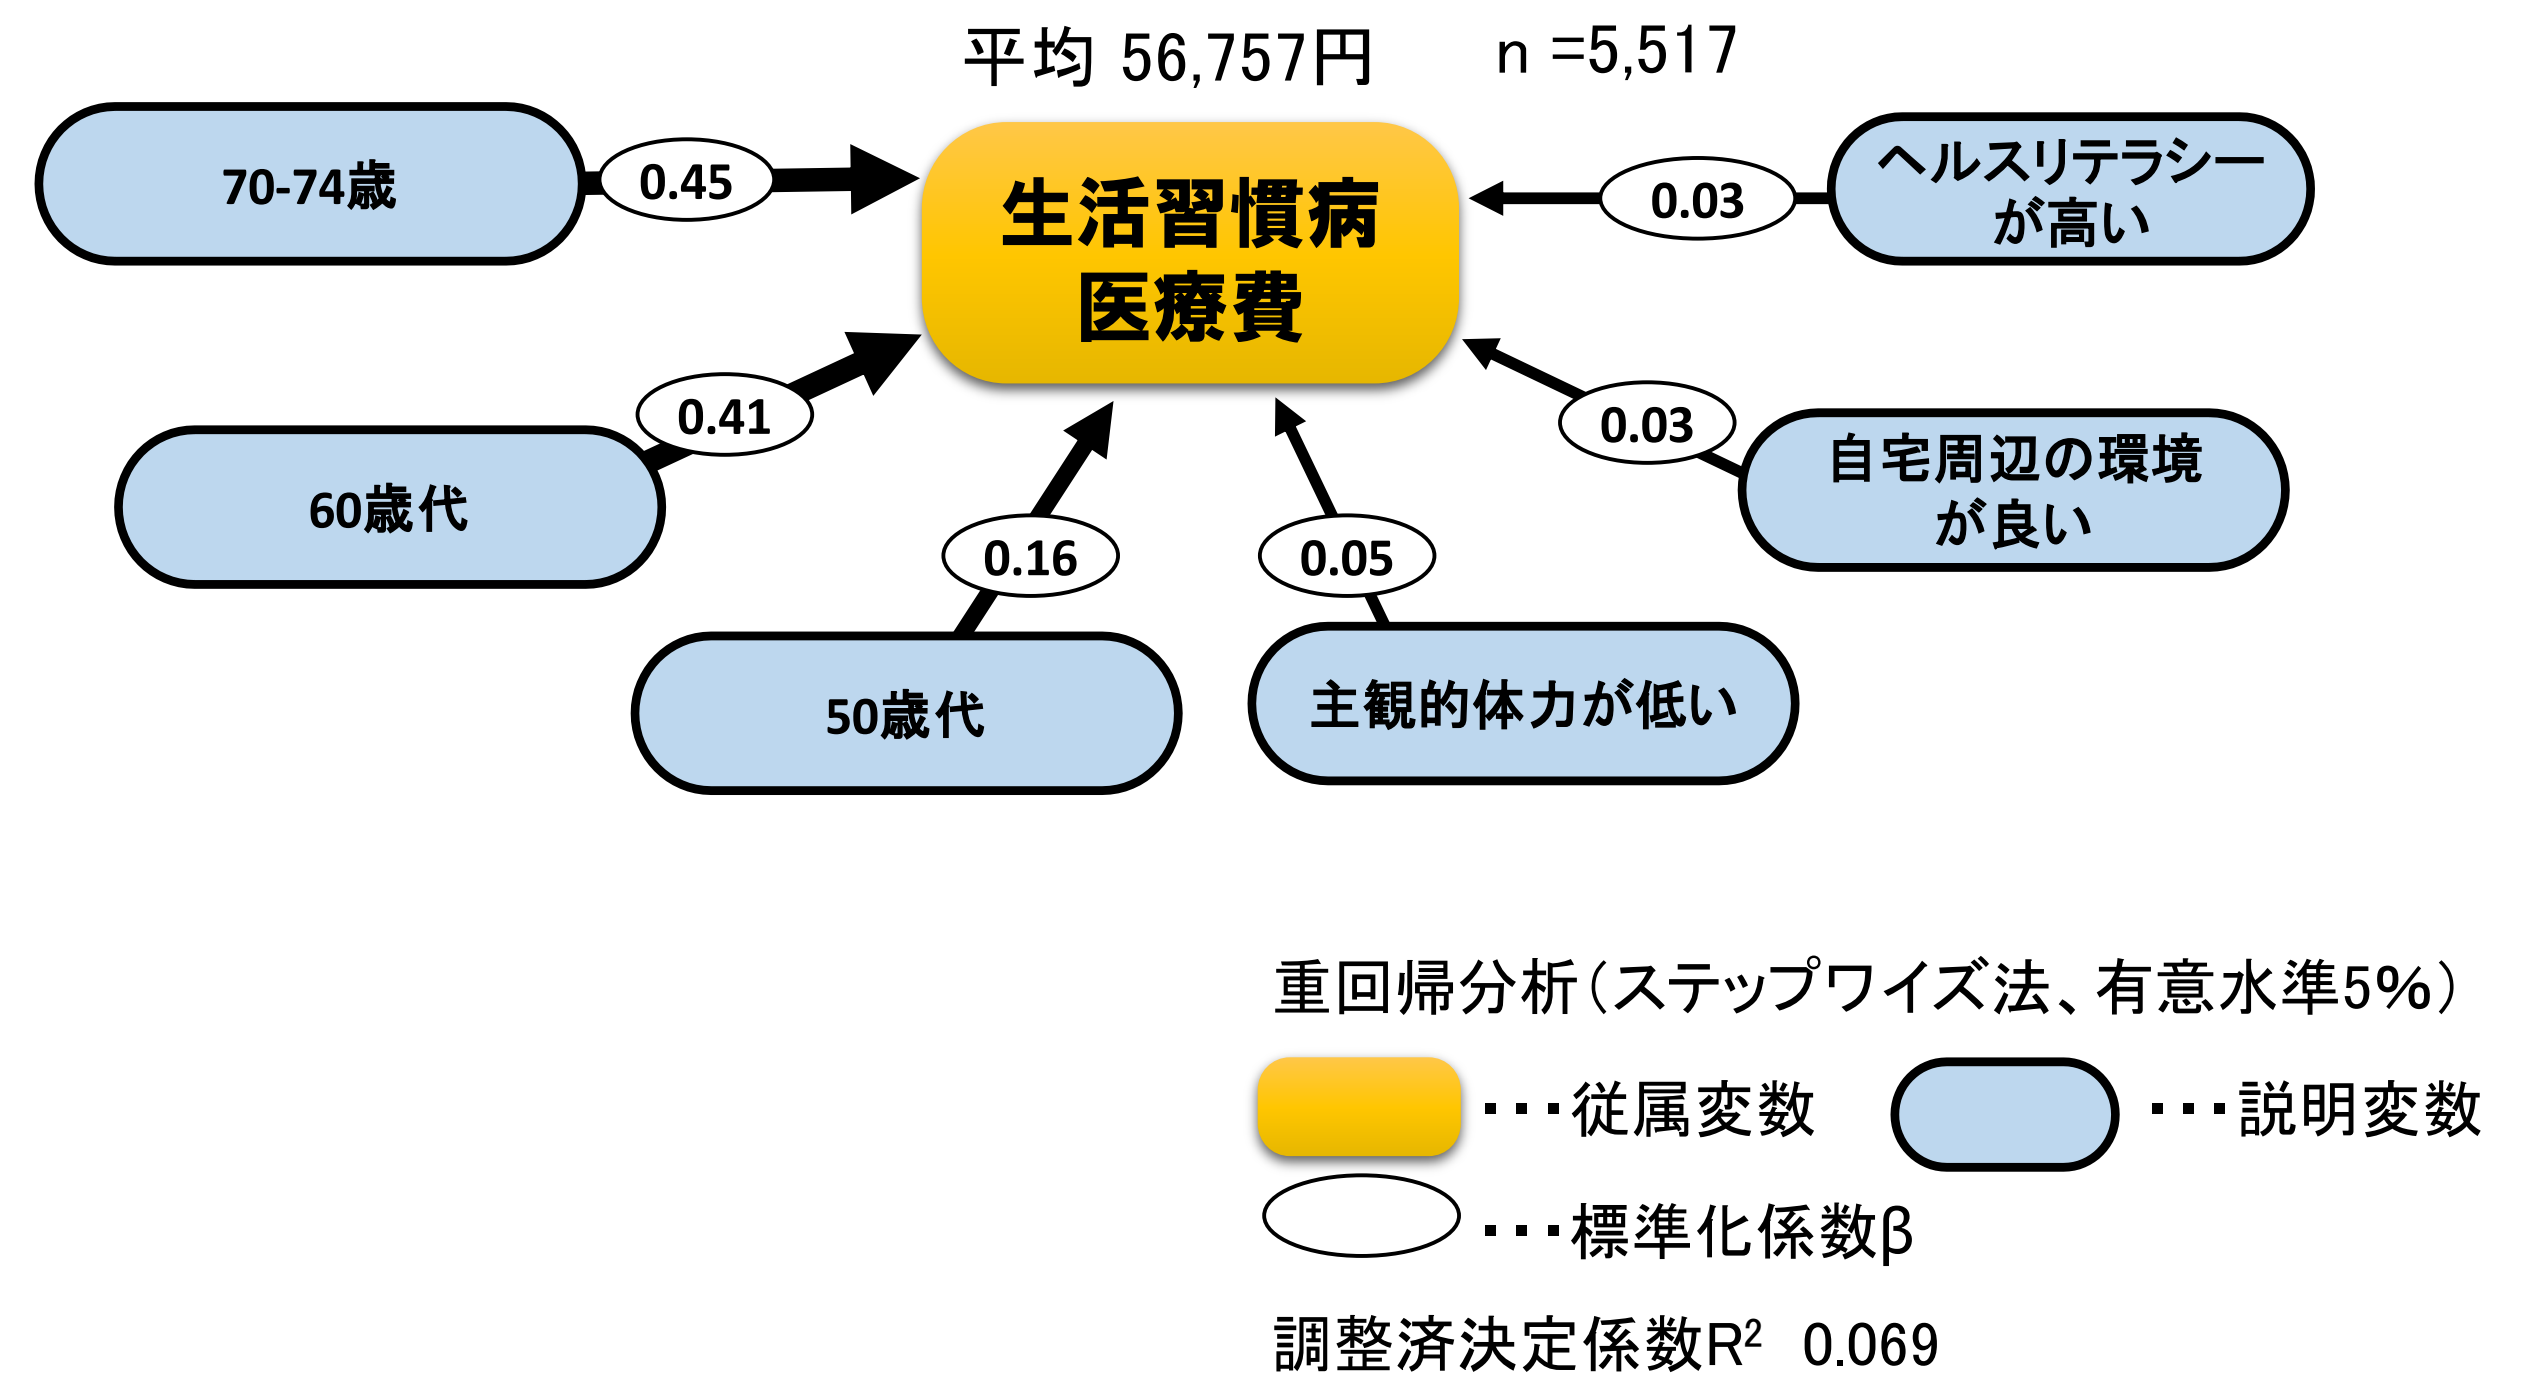 平均 56,757円
n =5,517
70-74歳
0.45
生活習慣病
医療費
0.03
ヘルスリテラシー
が高い
0.41
60歳代
0.03
自宅周辺の環境
が良い
0.16
50歳代
0.05
主観的体力が低い
重回帰分析（ステップワイズ法、有意水準5％）
・・・従属変数
・・・説明変数
・・・標準化係数β
調整済決定係数R² 0.069